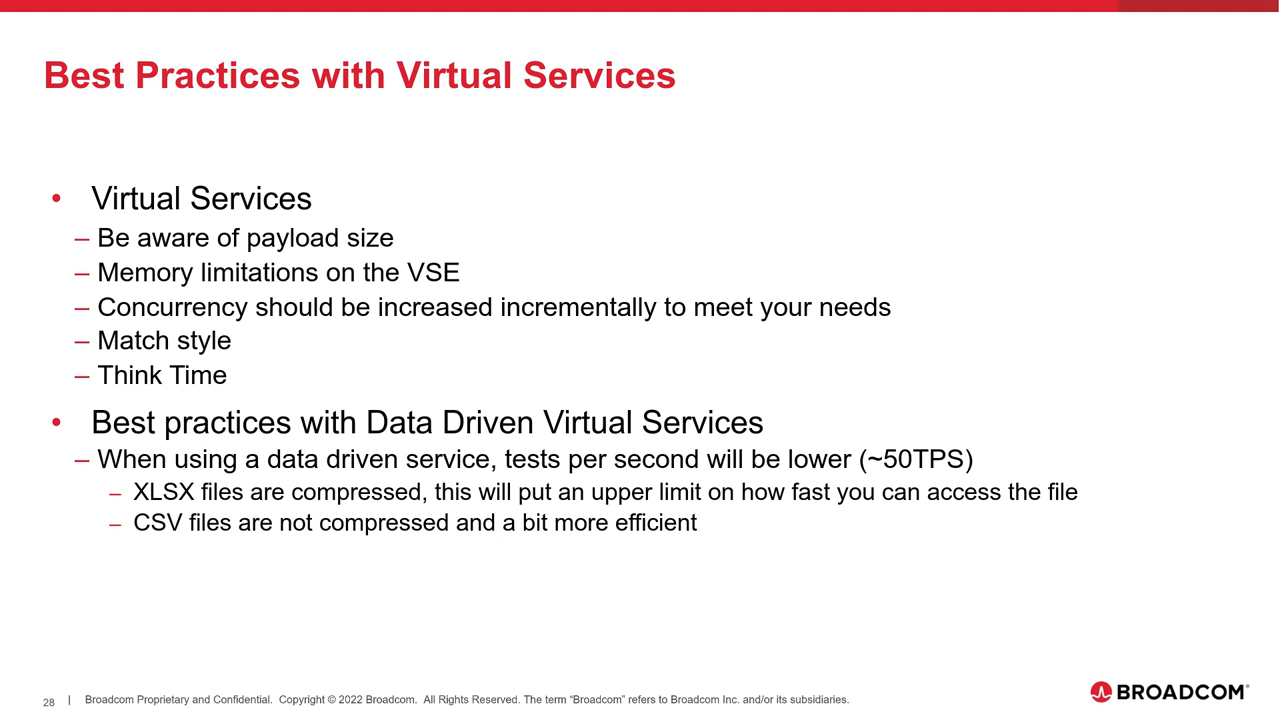 Best Practices with Virtual Services
• Virtual Services
– Be aware of payload size
– Memory limitations on the VSE
– Concurrency should be increased incrementally to meet your needs
– Match style
– Think Time
• Best practices with Data Driven Virtual Services
– When using a data driven service, tests per second will be lower (~50TPS)
– XLSX files are compressed, this will put an upper limit on how fast you can access the file
– CSV files are not compressed and a bit more efficient
28 | Broadcom Proprietary and Confidential. Copyright © 2022 Broadcom. All Rights Reserved. The term “Broadcom” refers to Broadcom Inc. and/or its subsidiaries.
BROADCOM®